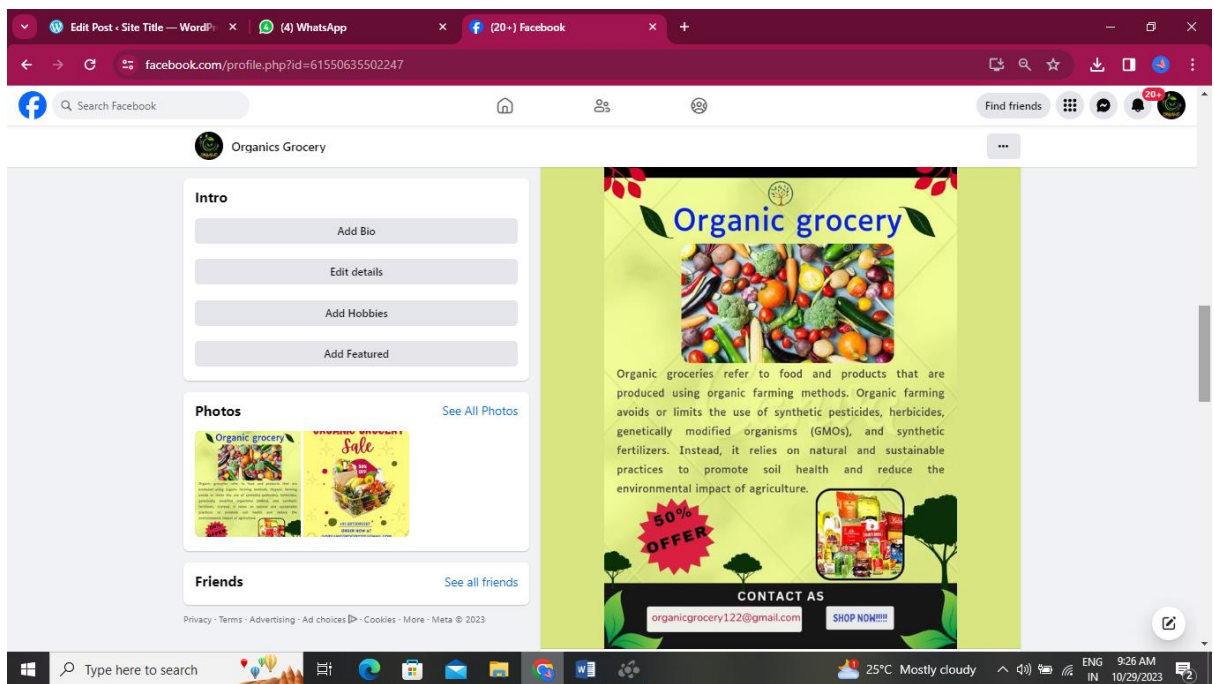 Edit Post ‹ Site Title — WordPr
(4) WhatsApp
(20+) Facebook
facebook.com/profile.php?id=61550635502247
Search Facebook
Find friends
20+
Organics Grocery
Intro
Add Bio
Edit details
Add Hobbies
Add Featured
Photos
See All Photos
Organic grocery
Sale
Friends
See all friends
Privacy · Terms · Advertising · Ad choices · Cookies · More · Meta © 2023
Organic grocery
Organic groceries refer to food and products that are
produced using organic farming methods. Organic farming
avoids or limits the use of synthetic pesticides, herbicides,
genetically modified organisms (GMOs), and synthetic
fertilizers. Instead, it relies on natural and sustainable
practices to promote soil health and reduce the
environmental impact of agriculture.
50%
OFFER
CONTACT AS
organicgrocery122@gmail.com
SHOP NOW!!!!!
Type here to search
25°C Mostly cloudy
ENG
IN
9:26 AM
10/29/2023
2